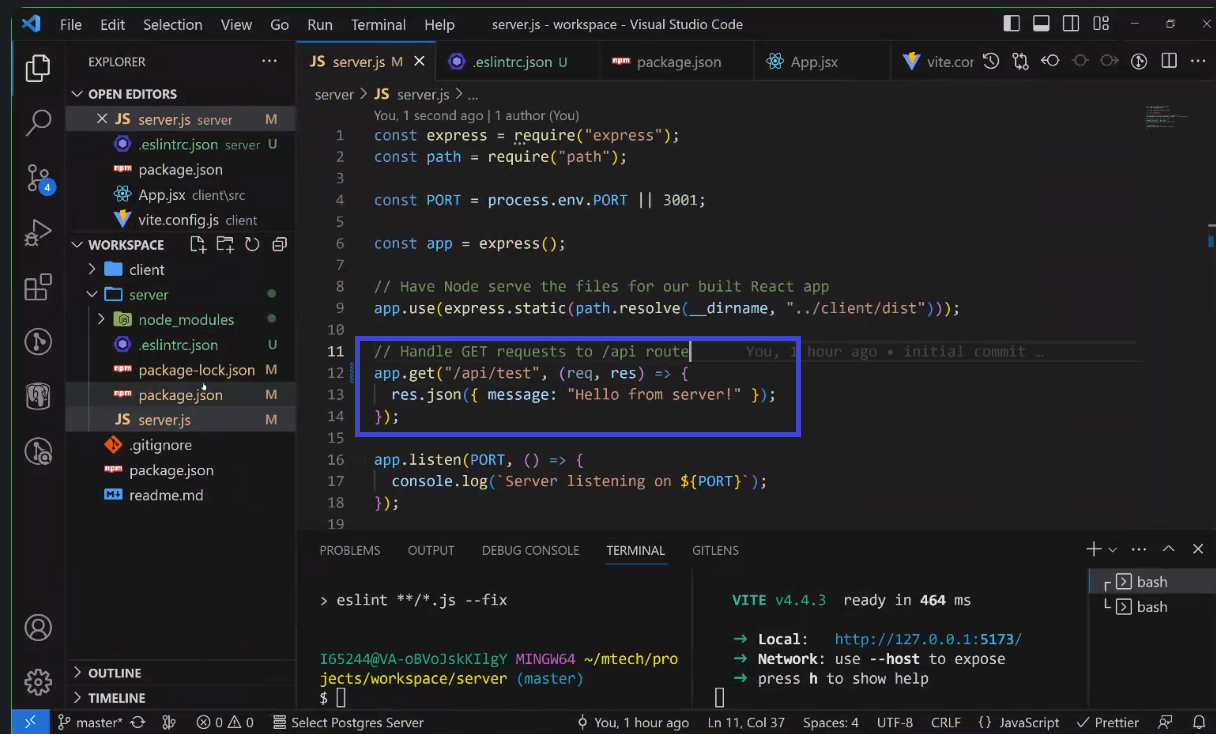 File Edit Selection View Go Run Terminal Help server.js - workspace - Visual Studio Code
EXPLORER
OPEN EDITORS
JS server.js server M
.eslintrc.json server U
npm package.json
App.jsx client\src
vite.config.js client
WORKSPACE
client
server
node_modules
.eslintrc.json U
npm package-lock.json M
npm package.json M
JS server.js M
.gitignore
npm package.json
M↓ readme.md
OUTLINE
TIMELINE
4
JS server.js M
.eslintrc.json U
npm package.json
App.jsx
vite.cor
server > JS server.js > ...
You, 1 second ago | 1 author (You)
1 const express = require("express");
2 const path = require("path");
3
4 const PORT = process.env.PORT || 3001;
5
6 const app = express();
7
8 // Have Node serve the files for our built React app
9 app.use(express.static(path.resolve(__dirname, "../client/dist")));
10
11 // Handle GET requests to /api route You, 1 hour ago • initial commit …
12 app.get("/api/test", (req, res) => {
13 res.json({ message: "Hello from server!" });
14 });
15
16 app.listen(PORT, () => {
17 console.log(`Server listening on ${PORT}`);
18 });
19
PROBLEMS OUTPUT DEBUG CONSOLE TERMINAL GITLENS
> eslint **/*.js --fix
I65244@VA-oBVoJskKIlgY MINGW64 ~/mtech/pro
jects/workspace/server (master)
$
VITE v4.4.3 ready in 464 ms
→ Local: http://127.0.0.1:5173/
→ Network: use --host to expose
→ press h to show help
bash
bash
master* 0 0 Select Postgres Server You, 1 hour ago Ln 11, Col 37 Spaces: 4 UTF-8 CRLF {} JavaScript Prettier